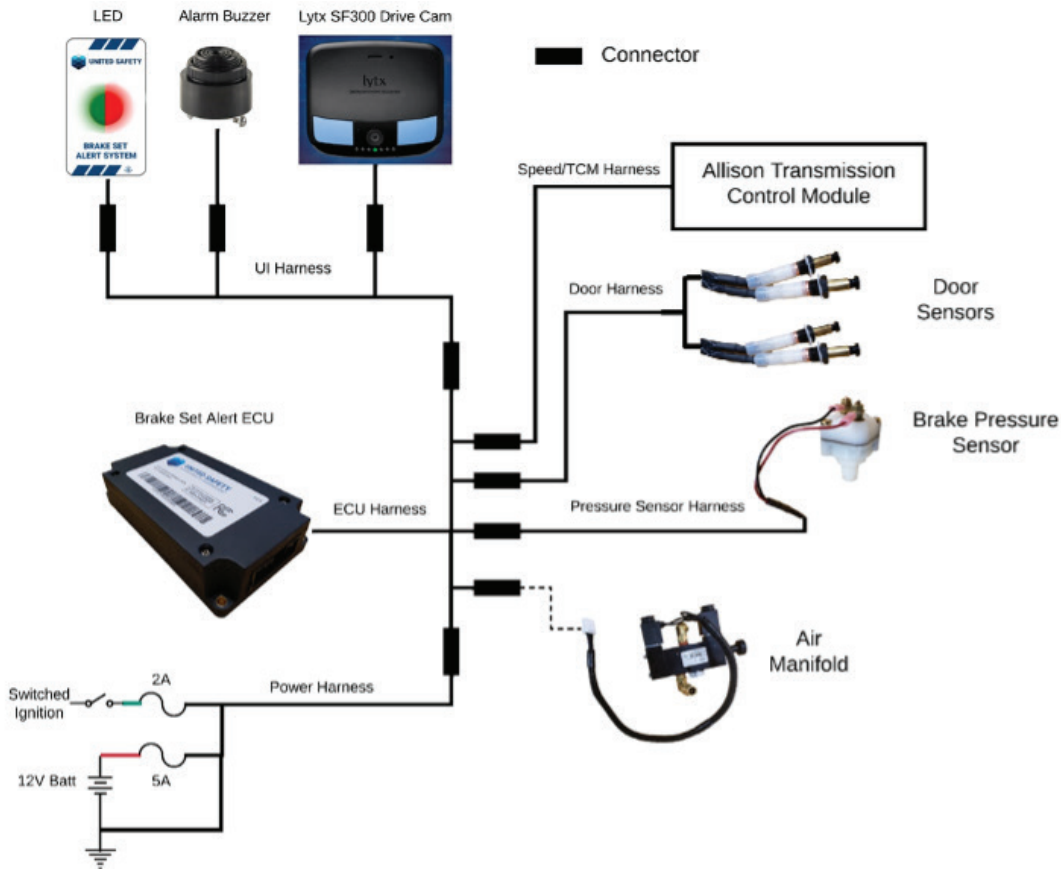 LED
Alarm Buzzer
Lytx SF300 Drive Cam
Connector
UNITED SAFETY
BRAKE SET
ALERT SYSTEM
lytx
Speed/TCM Harness
Allison Transmission
Control Module
UI Harness
Door Harness
Door
Sensors
Brake Set Alert ECU
Brake Pressure
Sensor
UNITED SAFETY
ECU Harness
Pressure Sensor Harness
Air
Manifold
Switched
Ignition
2A
Power Harness
12V Batt
5A